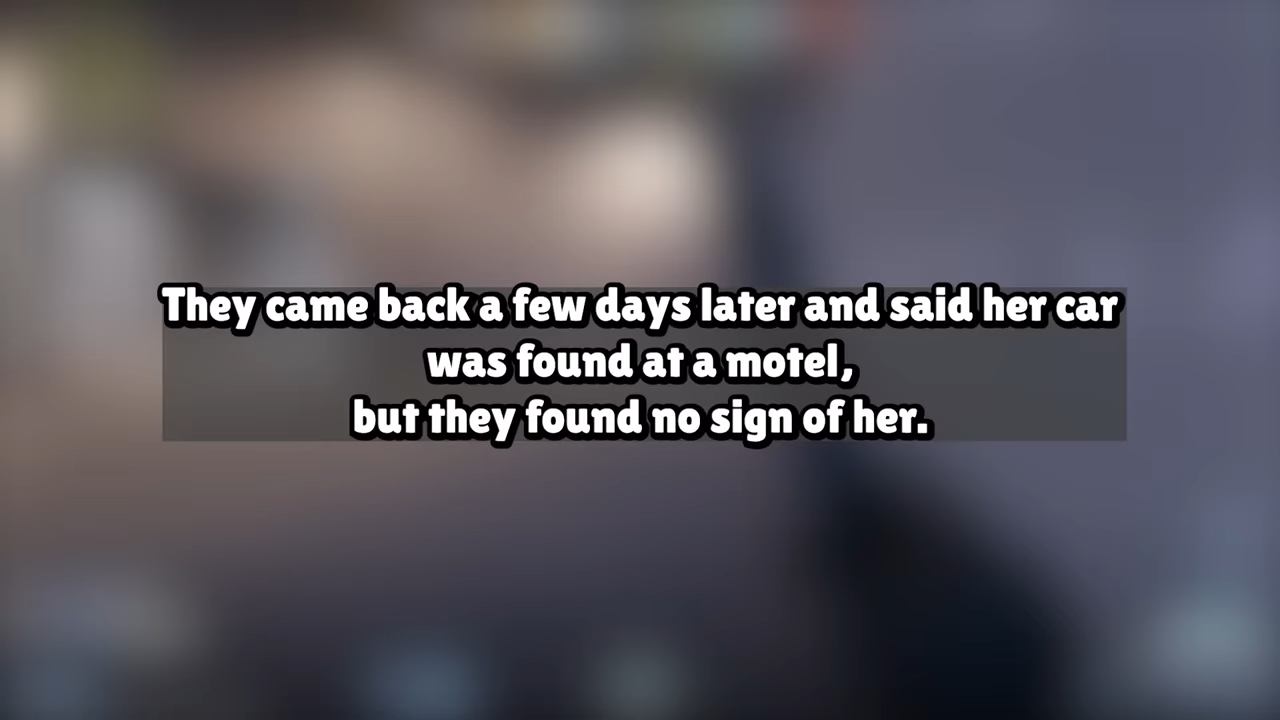 They came back a few days later and said her car
was found at a motel,
but they found no sign of her.